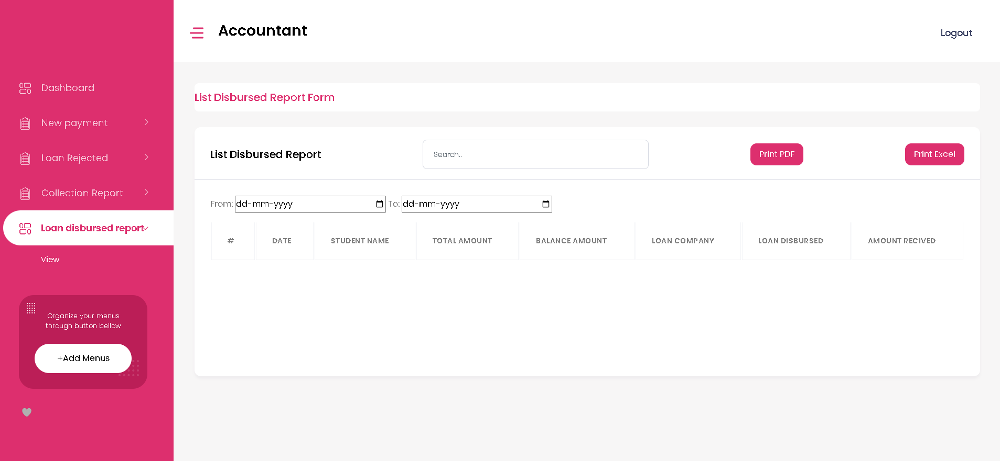 Accountant
Logout
Dashboard
New payment
Loan Rejected
Collection Report
Loan disbursed report
View
Organize your menus
through button bellow
+Add Menus
List Disbursed Report Form
List Disbursed Report
Search..
Print PDF
Print Excel
From: dd-mm-yyyy To: dd-mm-yyyy
# DATE STUDENT NAME TOTAL AMOUNT BALANCE AMOUNT LOAN COMPANY LOAN DISBURSED AMOUNT RECIVED